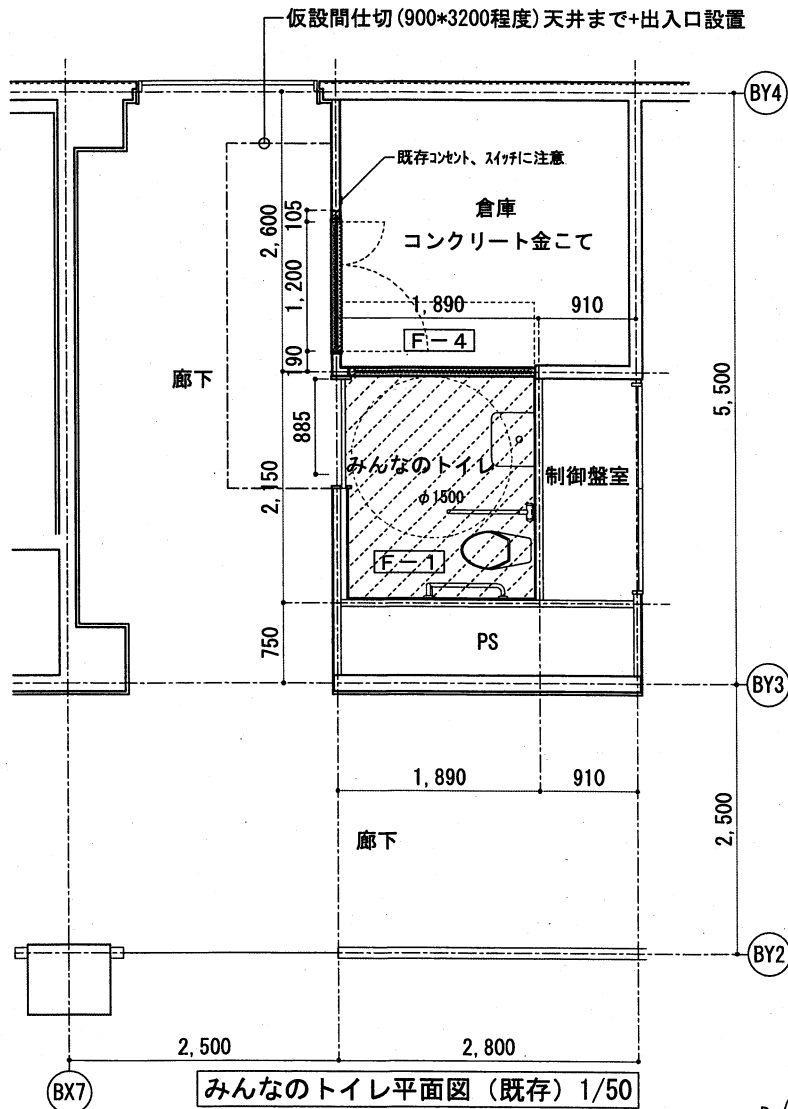 仮設間仕切(900*3200程度)天井まで+出入口設置
BY4
既存ｺﾝｾﾝﾄ、ｽｲｯﾁに注意
倉庫
コンクリート金こて
2,600
105
1,200
90
1,890
910
F-4
廊下
885
5,500
みんなのトイレ
φ1500
制御盤室
2,150
F-1
750
PS
BY3
1,890
910
廊下
2,500
BY2
2,500
2,800
BX7
みんなのトイレ平面図（既存）1/50